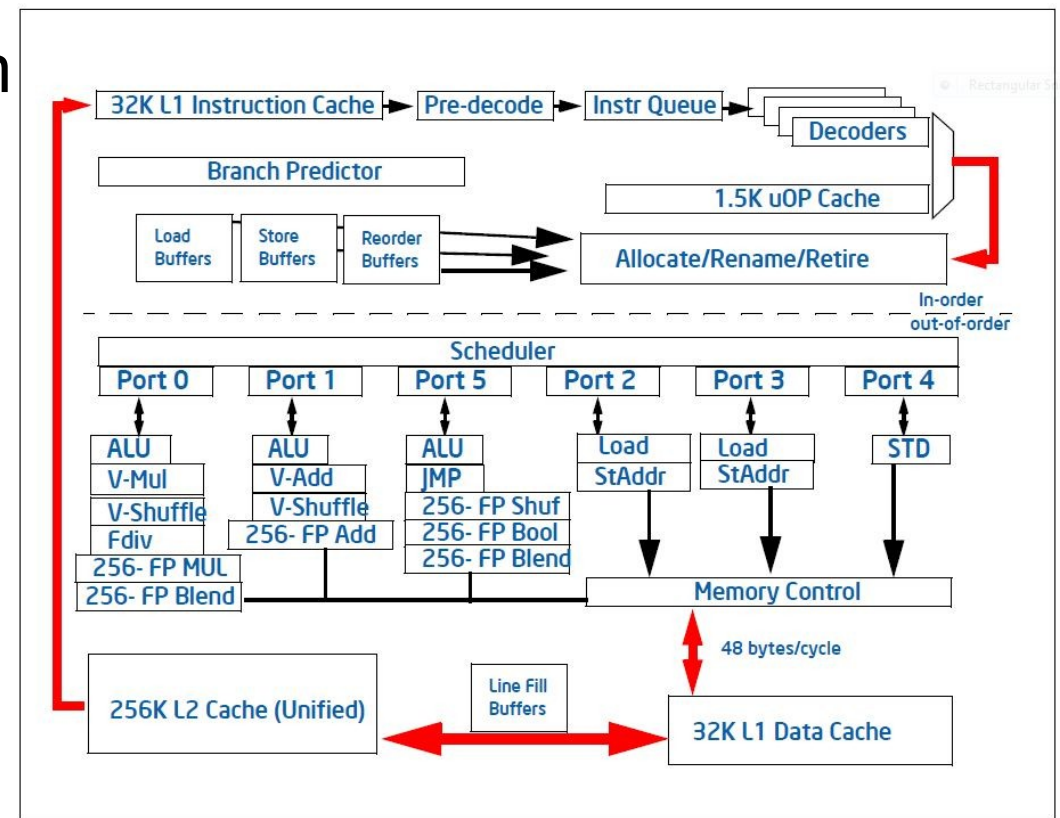 n
Rectangular Sn
32K L1 Instruction Cache
Pre-decode
Instr Queue
Decoders
Branch Predictor
1.5K uOP Cache
Load
Buffers
Store
Buffers
Reorder
Buffers
Allocate/Rename/Retire
In-order
out-of-order
Scheduler
Port 0
Port 1
Port 5
Port 2
Port 3
Port 4
ALU
V-Mul
V-Shuffle
Fdiv
256- FP MUL
256- FP Blend
ALU
V-Add
V-Shuffle
256- FP Add
ALU
JMP
256- FP Shuf
256- FP Bool
256- FP Blend
Load
StAddr
Load
StAddr
STD
Memory Control
48 bytes/cycle
256K L2 Cache (Unified)
Line Fill
Buffers
32K L1 Data Cache